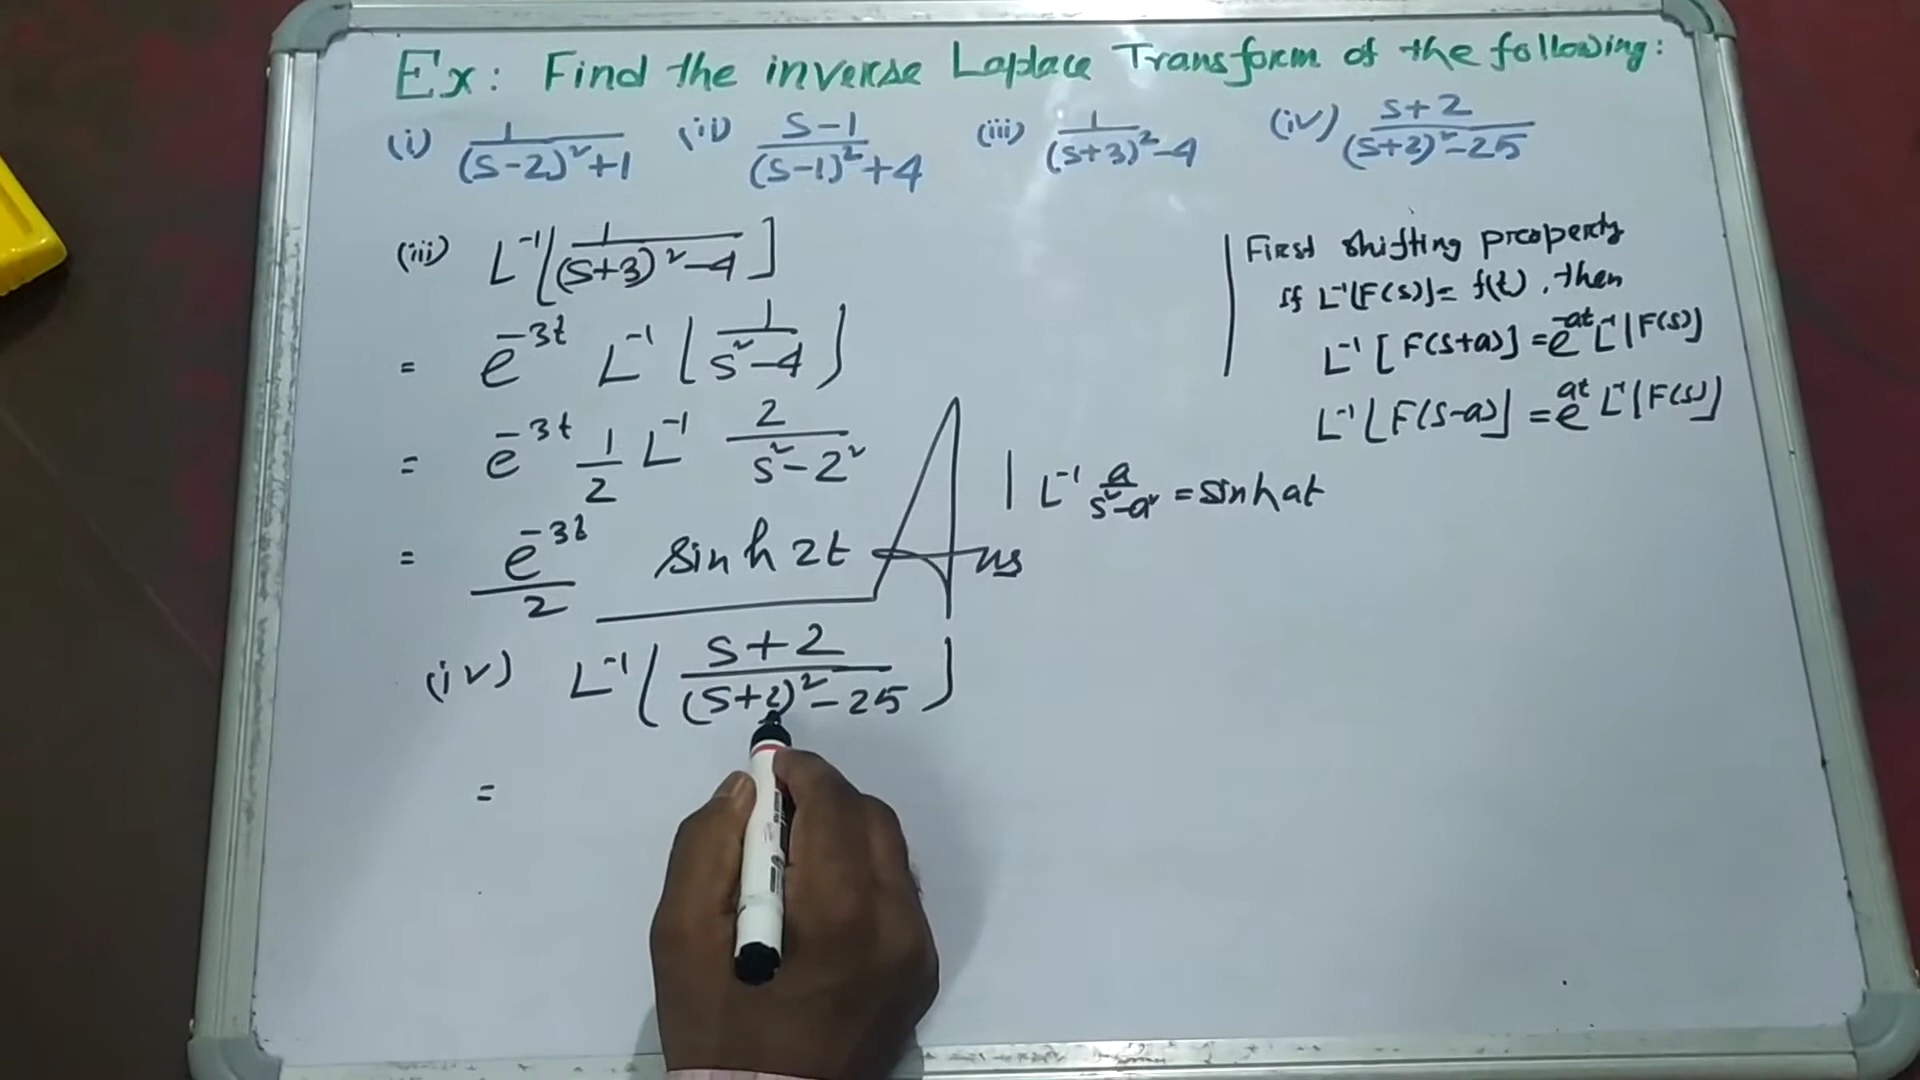 Ex: Find the inverse Laplace Transform of the following:
(i) 1/((s-2)²+1) (ii) (s-1)/((s-1)²+4) (iii) 1/((s+3)²-4) (iv) (s+2)/((s+2)²-25)
(iii) L⁻¹[1/((s+3)²-4)]
= e^(-3t) L⁻¹[1/(s²-4)]
= e^(-3t) 1/2 L⁻¹ 2/(s²-2²)
= e^(-3t)/2 sinh 2t Ans
(iv) L⁻¹[(s+2)/((s+2)²-25)]
=
First shifting property
If L⁻¹[F(s)] = f(t), then
L⁻¹[F(s+a)] = e^(-at) L⁻¹[F(s)]
L⁻¹[F(s-a)] = e^(at) L⁻¹[F(s)]
| L⁻¹ a/(s²-a²) = sinh at